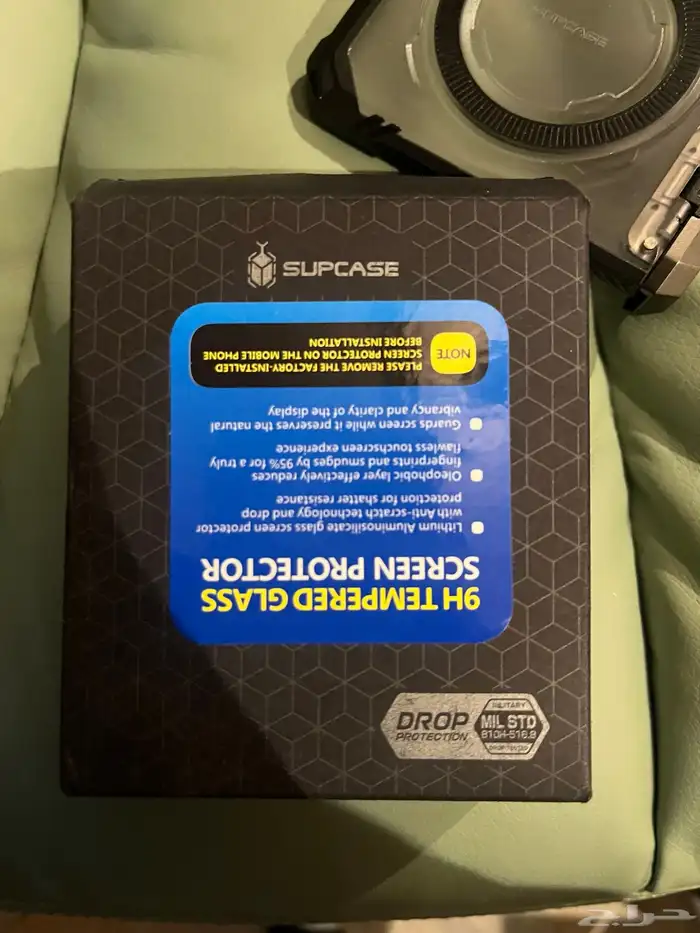 SUPCASE
SUPCASE
9H TEMPERED GLASS
SCREEN PROTECTOR
Lithium Aluminosilicate glass screen protector
with Anti-scratch technology and drop
protection for shatter resistance
Oleophobic layer effectively reduces
fingerprints and smudges by 95% for a truly
flawless touchscreen experience
Guards screen while it preserves the natural
vibrancy and clarity of the display
NOTE
PLEASE REMOVE THE FACTORY-INSTALLED
SCREEN PROTECTOR ON THE MOBILE PHONE
BEFORE INSTALLATION
DROP
PROTECTION
MILITARY
MIL STD
810H-516.8
حراج